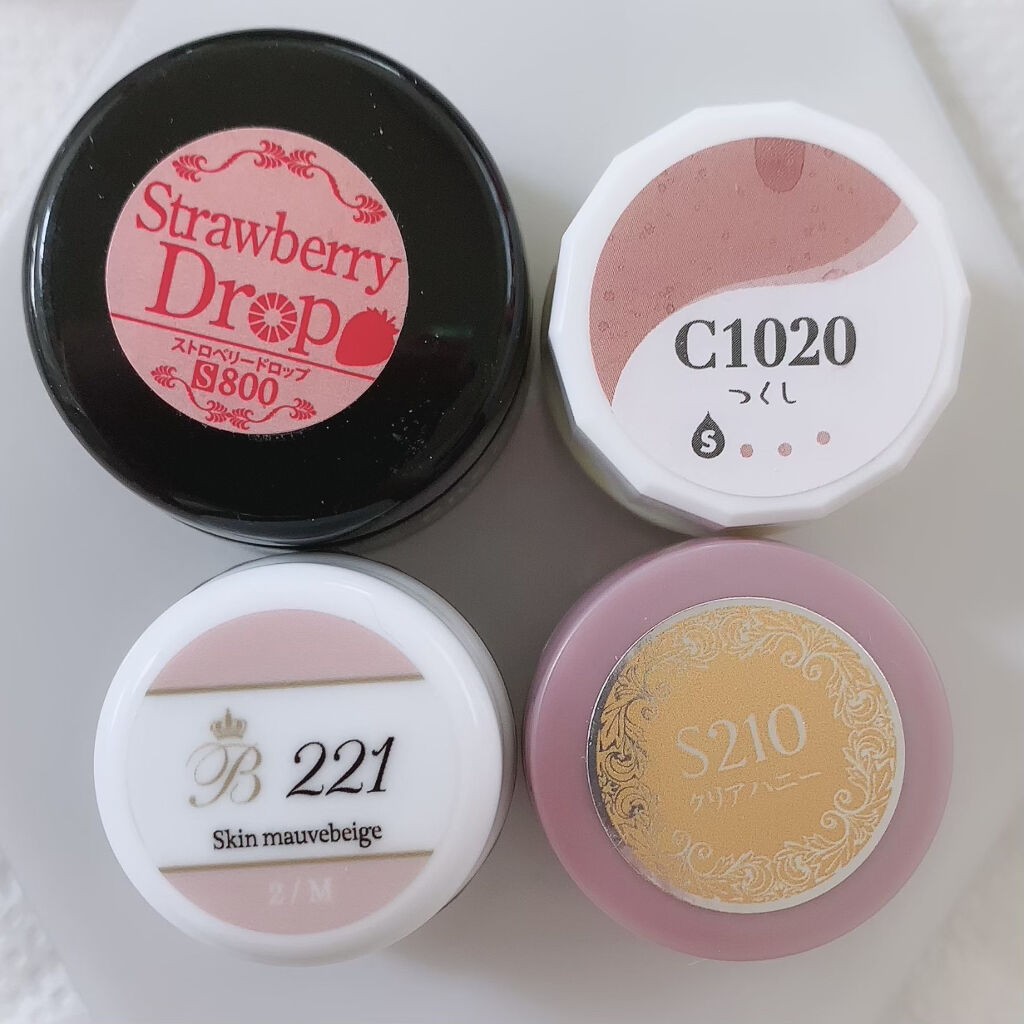 Strawberry
Drop
ストロベリードロップ
S800
C1020
つくし
S
B 221
Skin mauvebeige
2/M
S210
クリアハニー